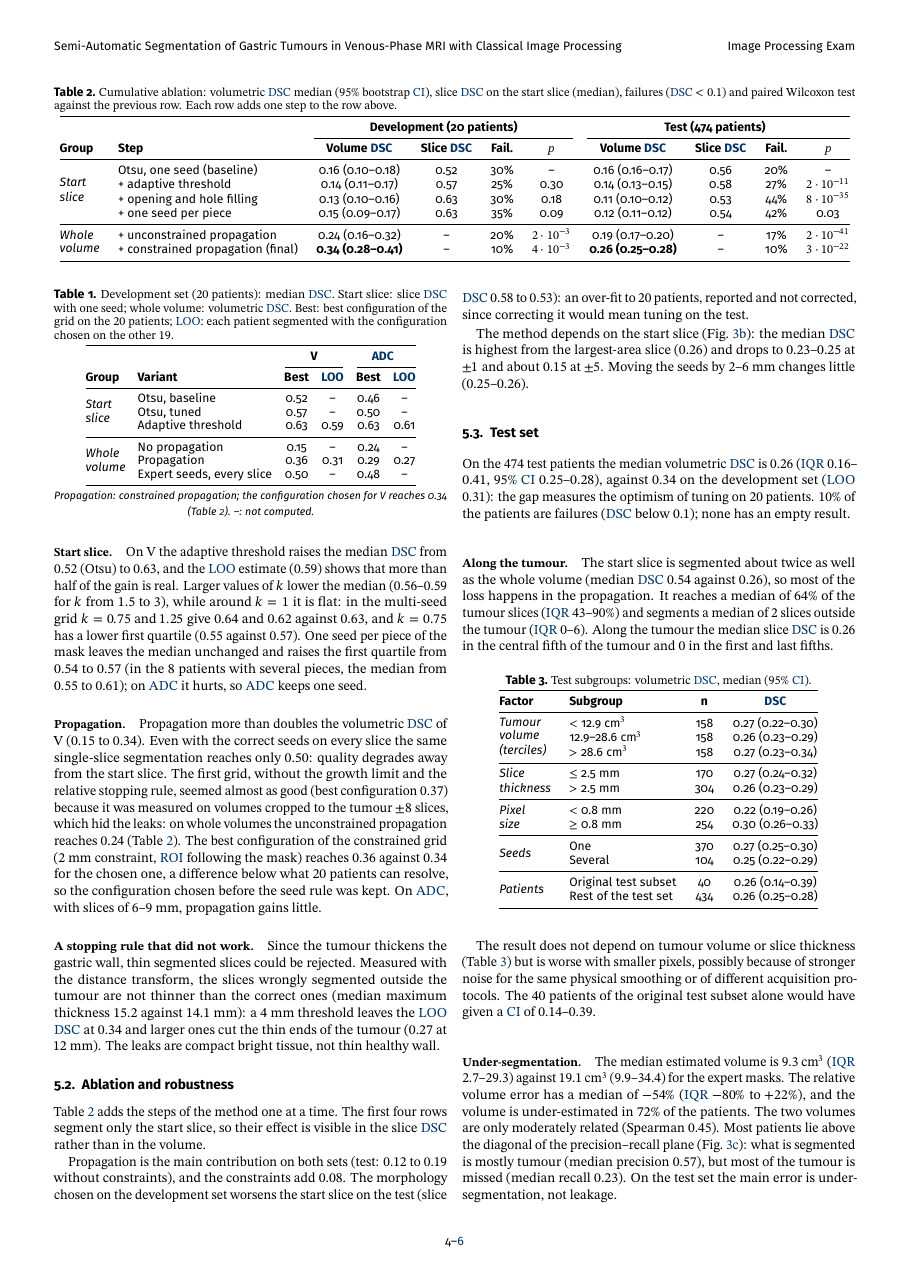 Semi-Automatic Segmentation of Gastric Tumours in Venous-Phase MRI with Classical Image Processing Image Processing Exam
Table 2. Cumulative ablation: volumetric DSC median (95% bootstrap CI), slice DSC on the start slice (median), failures (DSC < 0.1) and paired Wilcoxon test
against the previous row. Each row adds one step to the row above.
Development (20 patients) Test (474 patients)
Group Step Volume DSC Slice DSC Fail. p Volume DSC Slice DSC Fail. p
Start slice
Otsu, one seed (baseline) 0.16 (0.10–0.18) 0.52 30% – 0.16 (0.16–0.17) 0.56 20% –
+ adaptive threshold 0.14 (0.11–0.17) 0.57 25% 0.30 0.14 (0.13–0.15) 0.58 27% 2 · 10⁻¹¹
+ opening and hole filling 0.13 (0.10–0.16) 0.63 30% 0.18 0.11 (0.10–0.12) 0.53 44% 8 · 10⁻³⁵
+ one seed per piece 0.15 (0.09–0.17) 0.63 35% 0.09 0.12 (0.11–0.12) 0.54 42% 0.03
Whole volume
+ unconstrained propagation 0.24 (0.16–0.32) – 20% 2 · 10⁻³ 0.19 (0.17–0.20) – 17% 2 · 10⁻⁴¹
+ constrained propagation (final) 0.34 (0.28–0.41) – 10% 4 · 10⁻³ 0.26 (0.25–0.28) – 10% 3 · 10⁻²²
Table 1. Development set (20 patients): median DSC. Start slice: slice DSC
with one seed; whole volume: volumetric DSC. Best: best configuration of the
grid on the 20 patients; LOO: each patient segmented with the configuration
chosen on the other 19.
V ADC
Group Variant Best LOO Best LOO
Start slice
Otsu, baseline 0.52 – 0.46 –
Otsu, tuned 0.57 – 0.50 –
Adaptive threshold 0.63 0.59 0.63 0.61
Whole volume
No propagation 0.15 – 0.24 –
Propagation 0.36 0.31 0.29 0.27
Expert seeds, every slice 0.50 – 0.48 –
Propagation: constrained propagation; the configuration chosen for V reaches 0.34
(Table 2). –: not computed.
Start slice. On V the adaptive threshold raises the median DSC from
0.52 (Otsu) to 0.63, and the LOO estimate (0.59) shows that more than
half of the gain is real. Larger values of k lower the median (0.56–0.59
for k from 1.5 to 3), while around k = 1 it is flat: in the multi-seed
grid k = 0.75 and 1.25 give 0.64 and 0.62 against 0.63, and k = 0.75
has a lower first quartile (0.55 against 0.57). One seed per piece of the
mask leaves the median unchanged and raises the first quartile from
0.54 to 0.57 (in the 8 patients with several pieces, the median from
0.55 to 0.61); on ADC it hurts, so ADC keeps one seed.
Propagation. Propagation more than doubles the volumetric DSC of
V (0.15 to 0.34). Even with the correct seeds on every slice the same
single-slice segmentation reaches only 0.50: quality degrades away
from the start slice. The first grid, without the growth limit and the
relative stopping rule, seemed almost as good (best configuration 0.37)
because it was measured on volumes cropped to the tumour ±8 slices,
which hid the leaks: on whole volumes the unconstrained propagation
reaches 0.24 (Table 2). The best configuration of the constrained grid
(2 mm constraint, ROI following the mask) reaches 0.36 against 0.34
for the chosen one, a difference below what 20 patients can resolve,
so the configuration chosen before the seed rule was kept. On ADC,
with slices of 6–9 mm, propagation gains little.
A stopping rule that did not work. Since the tumour thickens the
gastric wall, thin segmented slices could be rejected. Measured with
the distance transform, the slices wrongly segmented outside the
tumour are not thinner than the correct ones (median maximum
thickness 15.2 against 14.1 mm): a 4 mm threshold leaves the LOO
DSC at 0.34 and larger ones cut the thin ends of the tumour (0.27 at
12 mm). The leaks are compact bright tissue, not thin healthy wall.
5.2. Ablation and robustness
Table 2 adds the steps of the method one at a time. The first four rows
segment only the start slice, so their effect is visible in the slice DSC
rather than in the volume.
Propagation is the main contribution on both sets (test: 0.12 to 0.19
without constraints), and the constraints add 0.08. The morphology
chosen on the development set worsens the start slice on the test (slice
DSC 0.58 to 0.53): an over-fit to 20 patients, reported and not corrected,
since correcting it would mean tuning on the test.
The method depends on the start slice (Fig. 3b): the median DSC
is highest from the largest-area slice (0.26) and drops to 0.23–0.25 at
±1 and about 0.15 at ±5. Moving the seeds by 2–6 mm changes little
(0.25–0.26).
5.3. Test set
On the 474 test patients the median volumetric DSC is 0.26 (IQR 0.16–
0.41, 95% CI 0.25–0.28), against 0.34 on the development set (LOO
0.31): the gap measures the optimism of tuning on 20 patients. 10% of
the patients are failures (DSC below 0.1); none has an empty result.
Along the tumour. The start slice is segmented about twice as well
as the whole volume (median DSC 0.54 against 0.26), so most of the
loss happens in the propagation. It reaches a median of 64% of the
tumour slices (IQR 43–90%) and segments a median of 2 slices outside
the tumour (IQR 0–6). Along the tumour the median slice DSC is 0.26
in the central fifth of the tumour and 0 in the first and last fifths.
Table 3. Test subgroups: volumetric DSC, median (95% CI).
Factor Subgroup n DSC
Tumour volume (terciles)
< 12.9 cm³ 158 0.27 (0.22–0.30)
12.9–28.6 cm³ 158 0.26 (0.23–0.29)
> 28.6 cm³ 158 0.27 (0.23–0.34)
Slice thickness
≤ 2.5 mm 170 0.27 (0.24–0.32)
> 2.5 mm 304 0.26 (0.23–0.29)
Pixel size
< 0.8 mm 220 0.22 (0.19–0.26)
≥ 0.8 mm 254 0.30 (0.26–0.33)
Seeds
One 370 0.27 (0.25–0.30)
Several 104 0.25 (0.22–0.29)
Patients
Original test subset 40 0.26 (0.14–0.39)
Rest of the test set 434 0.26 (0.25–0.28)
The result does not depend on tumour volume or slice thickness
(Table 3) but is worse with smaller pixels, possibly because of stronger
noise for the same physical smoothing or of different acquisition pro-
tocols. The 40 patients of the original test subset alone would have
given a CI of 0.14–0.39.
Under-segmentation. The median estimated volume is 9.3 cm³ (IQR
2.7–29.3) against 19.1 cm³ (9.9–34.4) for the expert masks. The relative
volume error has a median of −54% (IQR −80% to +22%), and the
volume is under-estimated in 72% of the patients. The two volumes
are only moderately related (Spearman 0.45). Most patients lie above
the diagonal of the precision–recall plane (Fig. 3c): what is segmented
is mostly tumour (median precision 0.57), but most of the tumour is
missed (median recall 0.23). On the test set the main error is under-
segmentation, not leakage.
4–6